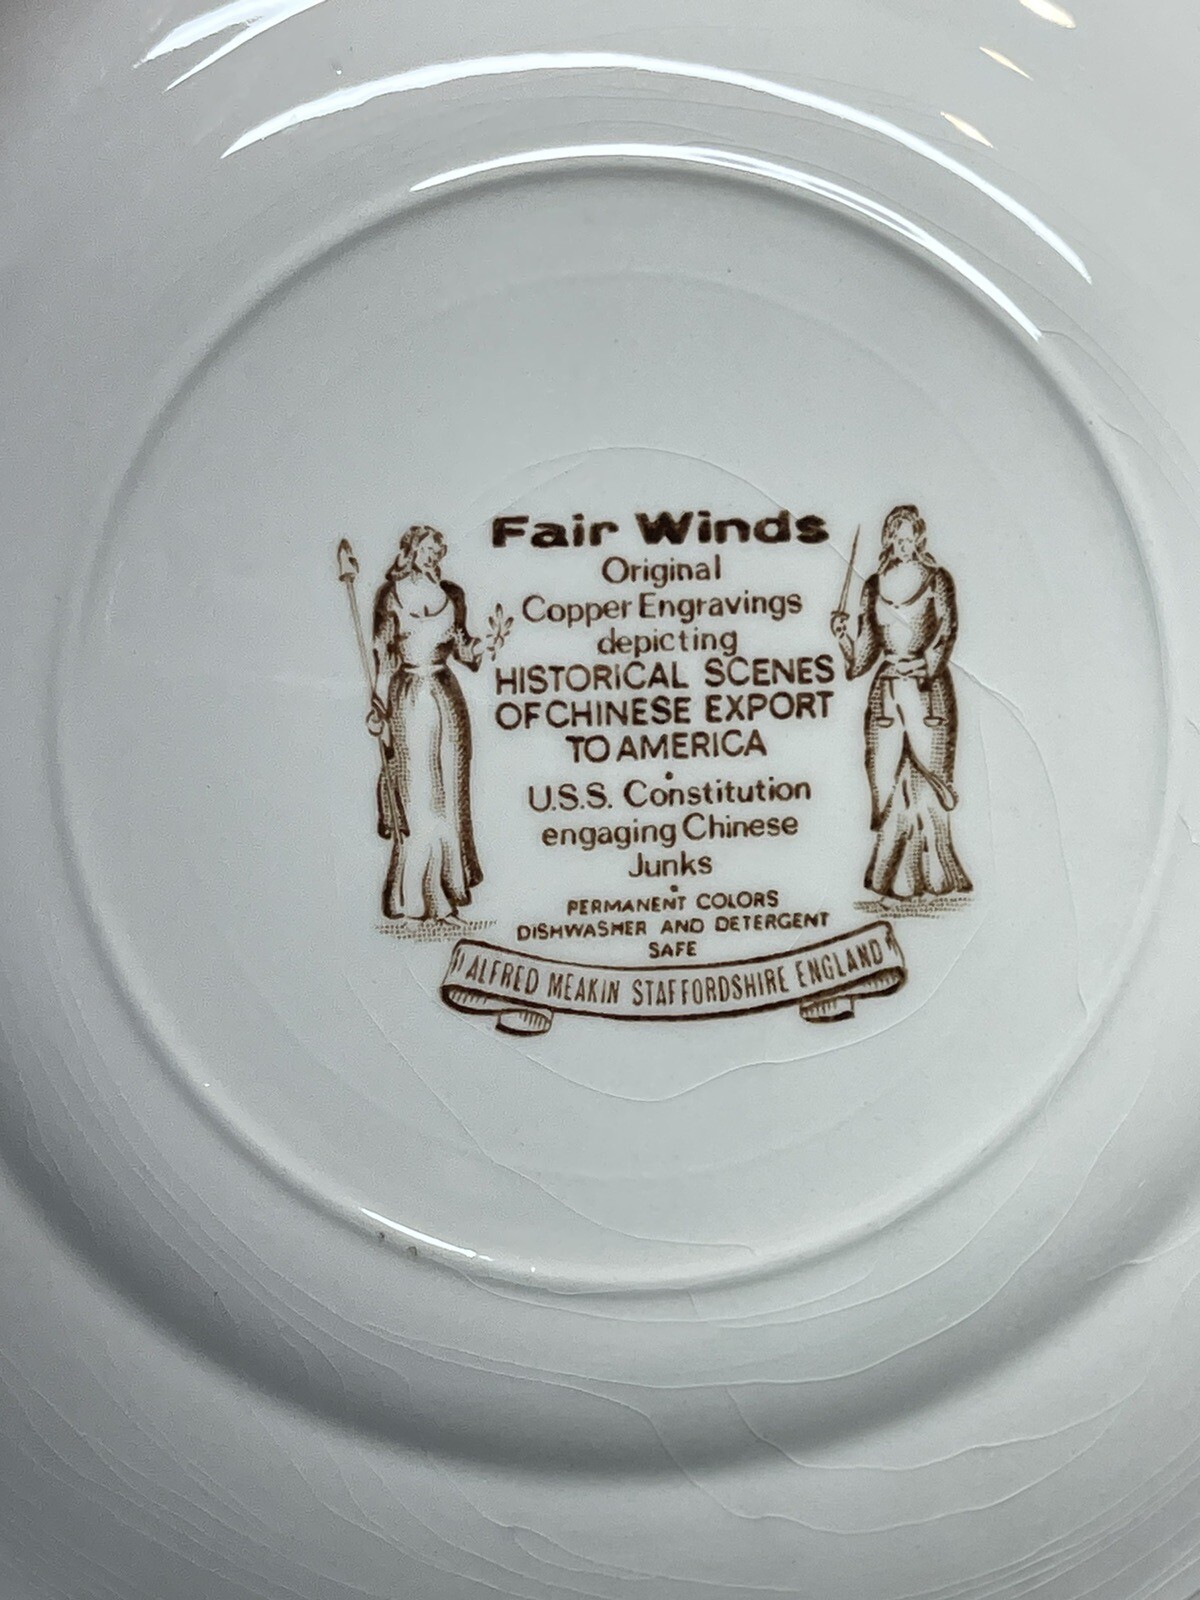 Fair Winds
Original
Copper Engravings
depicting
HISTORICAL SCENES
OF CHINESE EXPORT
TO AMERICA
U.S.S. Constitution
engaging Chinese
Junks
PERMANENT COLORS
DISHWASHER AND DETERGENT
SAFE
ALFRED MEAKIN STAFFORDSHIRE ENGLAND